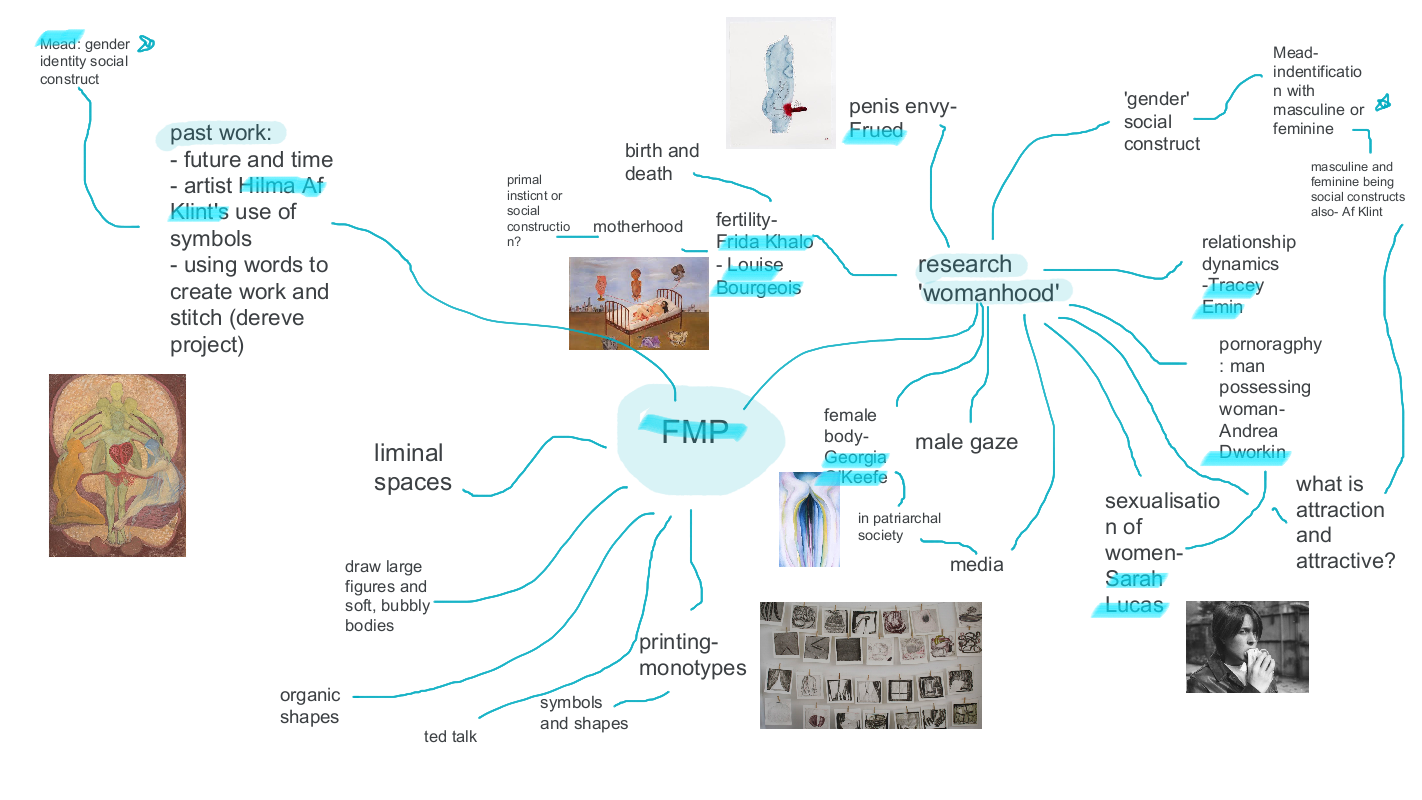 Mead: gender
identity social
construct
past work:
- future and time
- artist Hilma Af
Klint's use of
symbols
- using words to
create work and
stitch (dereve
project)
primal
insticnt or
social
constructio
n?
motherhood
birth and
death
fertility-
Frida Khalo
- Louise
Bourgeois
penis envy-
Frued
research
'womanhood'
'gender'
social
construct
Mead-
indentificatio
n with
masculine or
feminine
masculine and
feminine being
social constructs
also- Af Klint
relationship
dynamics
-Tracey
Emin
pornoragphy
: man
possessing
woman-
Andrea
Dworkin
what is
attraction
and
attractive?
sexualisatio
n of
women-
Sarah
Lucas
male gaze
female
body-
Georgia
O'Keefe
in patriarchal
society
media
FMP
liminal
spaces
draw large
figures and
soft, bubbly
bodies
organic
shapes
ted talk
symbols
and shapes
printing-
monotypes